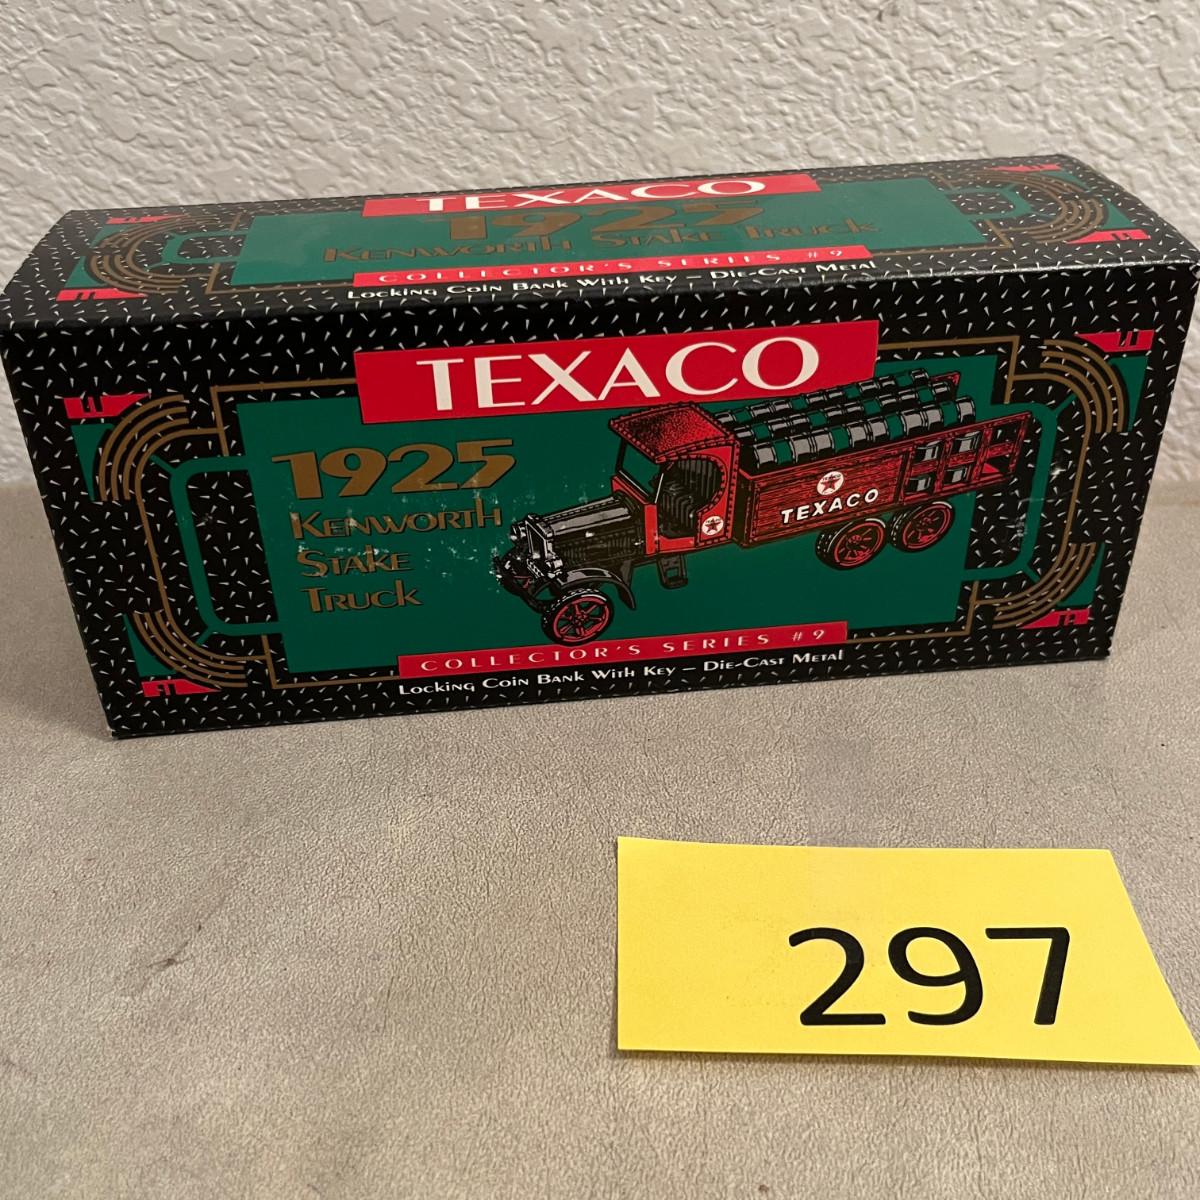 TEXACO
1925
KENWORTH STAKE TRUCK
COLLECTOR'S SERIES #9
LOCKING COIN BANK WITH KEY – DIE-CAST METAL
TEXACO
1925
KENWORTH
STAKE
TRUCK
TEXACO
COLLECTOR'S SERIES #9
LOCKING COIN BANK WITH KEY – DIE-CAST METAL
297